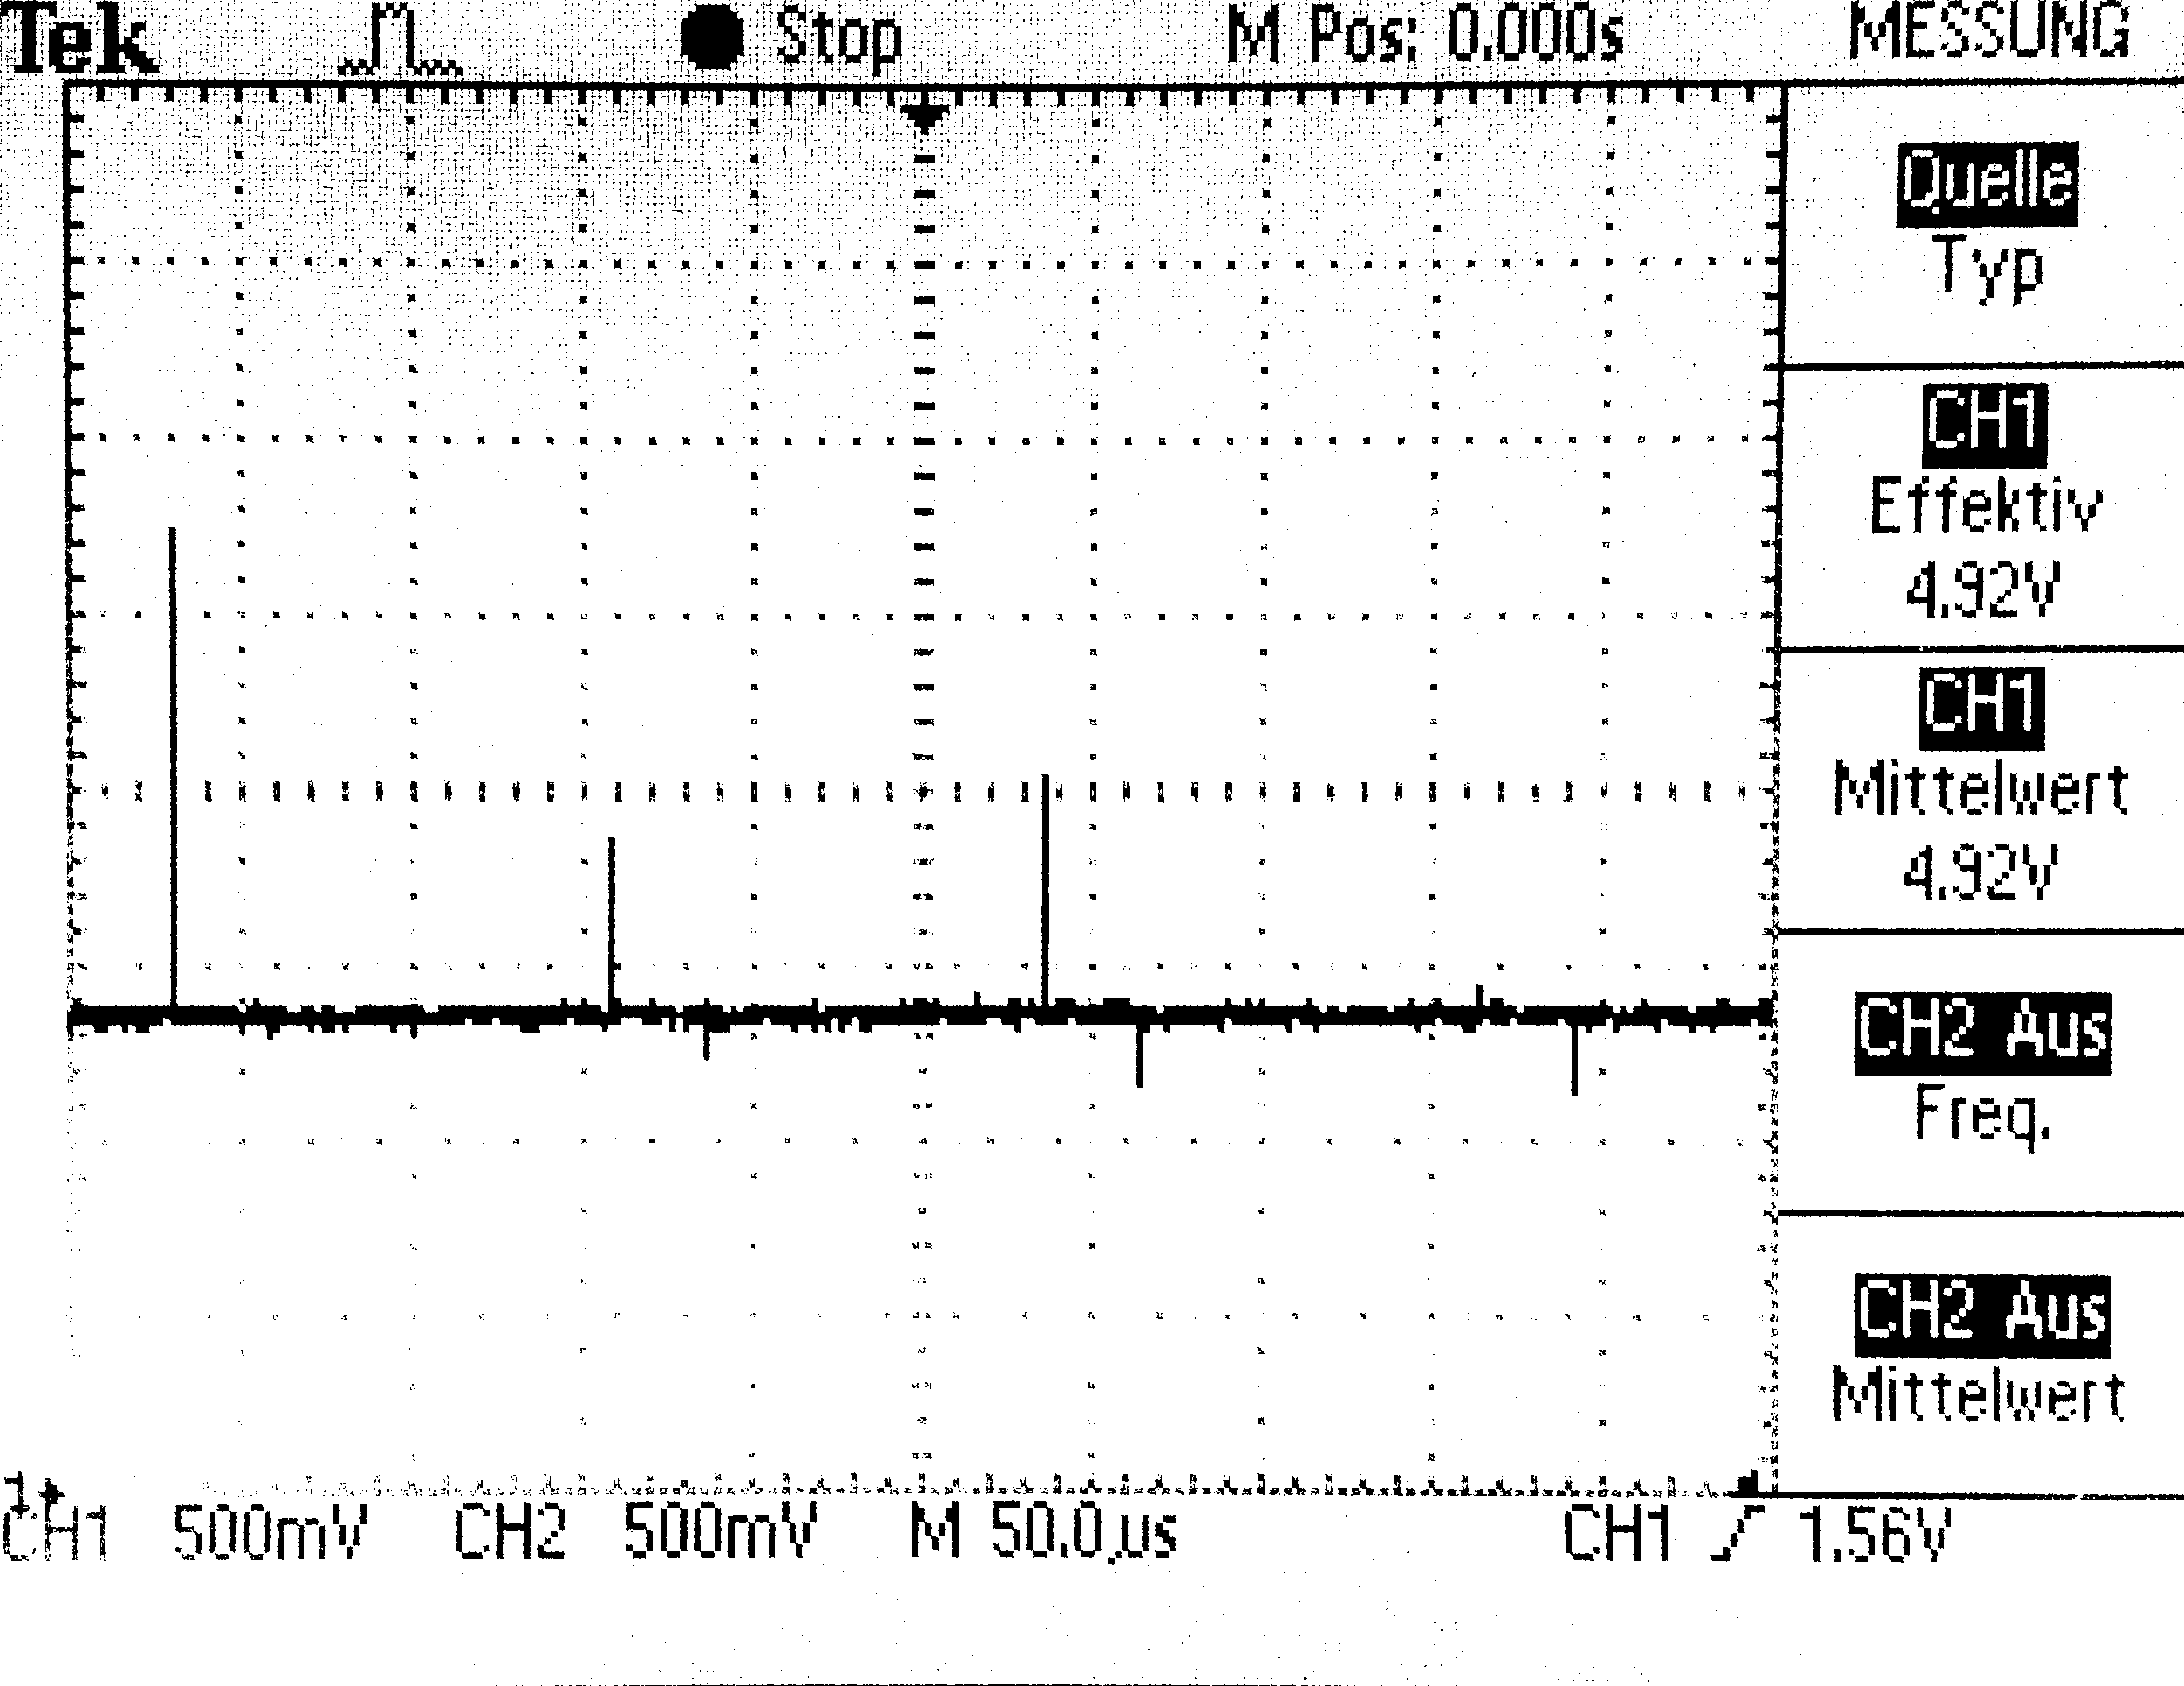 Tek Stop M Pos: 0.000s MESSUNG
Quelle
Typ
CH1
Effektiv
4.92V
CH1
Mittelwert
4.92V
CH2 Aus
Freq.
CH2 Aus
Mittelwert
1
CH1 500mV CH2 500mV M 50.0µs CH1 1.56V